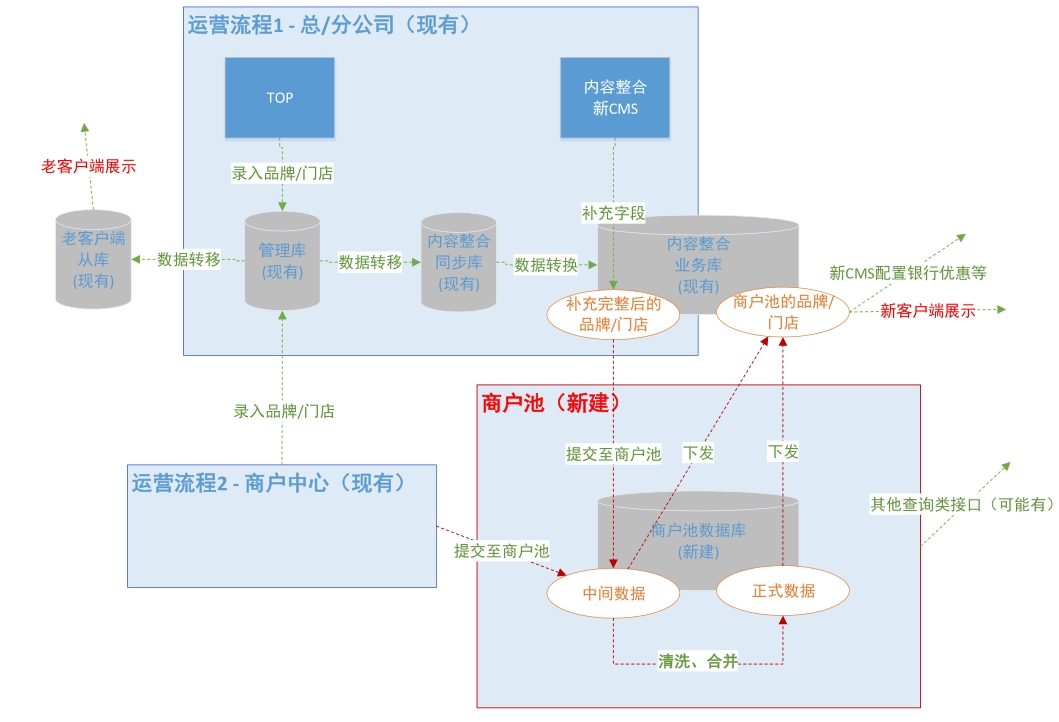 运营流程1 - 总/分公司（现有）
TOP
内容整合
新CMS
老客户端展示
录入品牌/门店
补充字段
老客户端
从库
(现有)
数据转移
管理库
(现有)
数据转移
内容整合
同步库
(现有)
数据转换
内容整合
业务库
(现有)
补充完整后的
品牌/门店
商户池的品牌/
门店
新CMS配置银行优惠等
新客户端展示
商户池（新建）
录入品牌/门店
提交至商户池
下发
下发
运营流程2 - 商户中心（现有）
其他查询类接口（可能有）
商户池数据库
(新建)
提交至商户池
中间数据
正式数据
清洗、合并